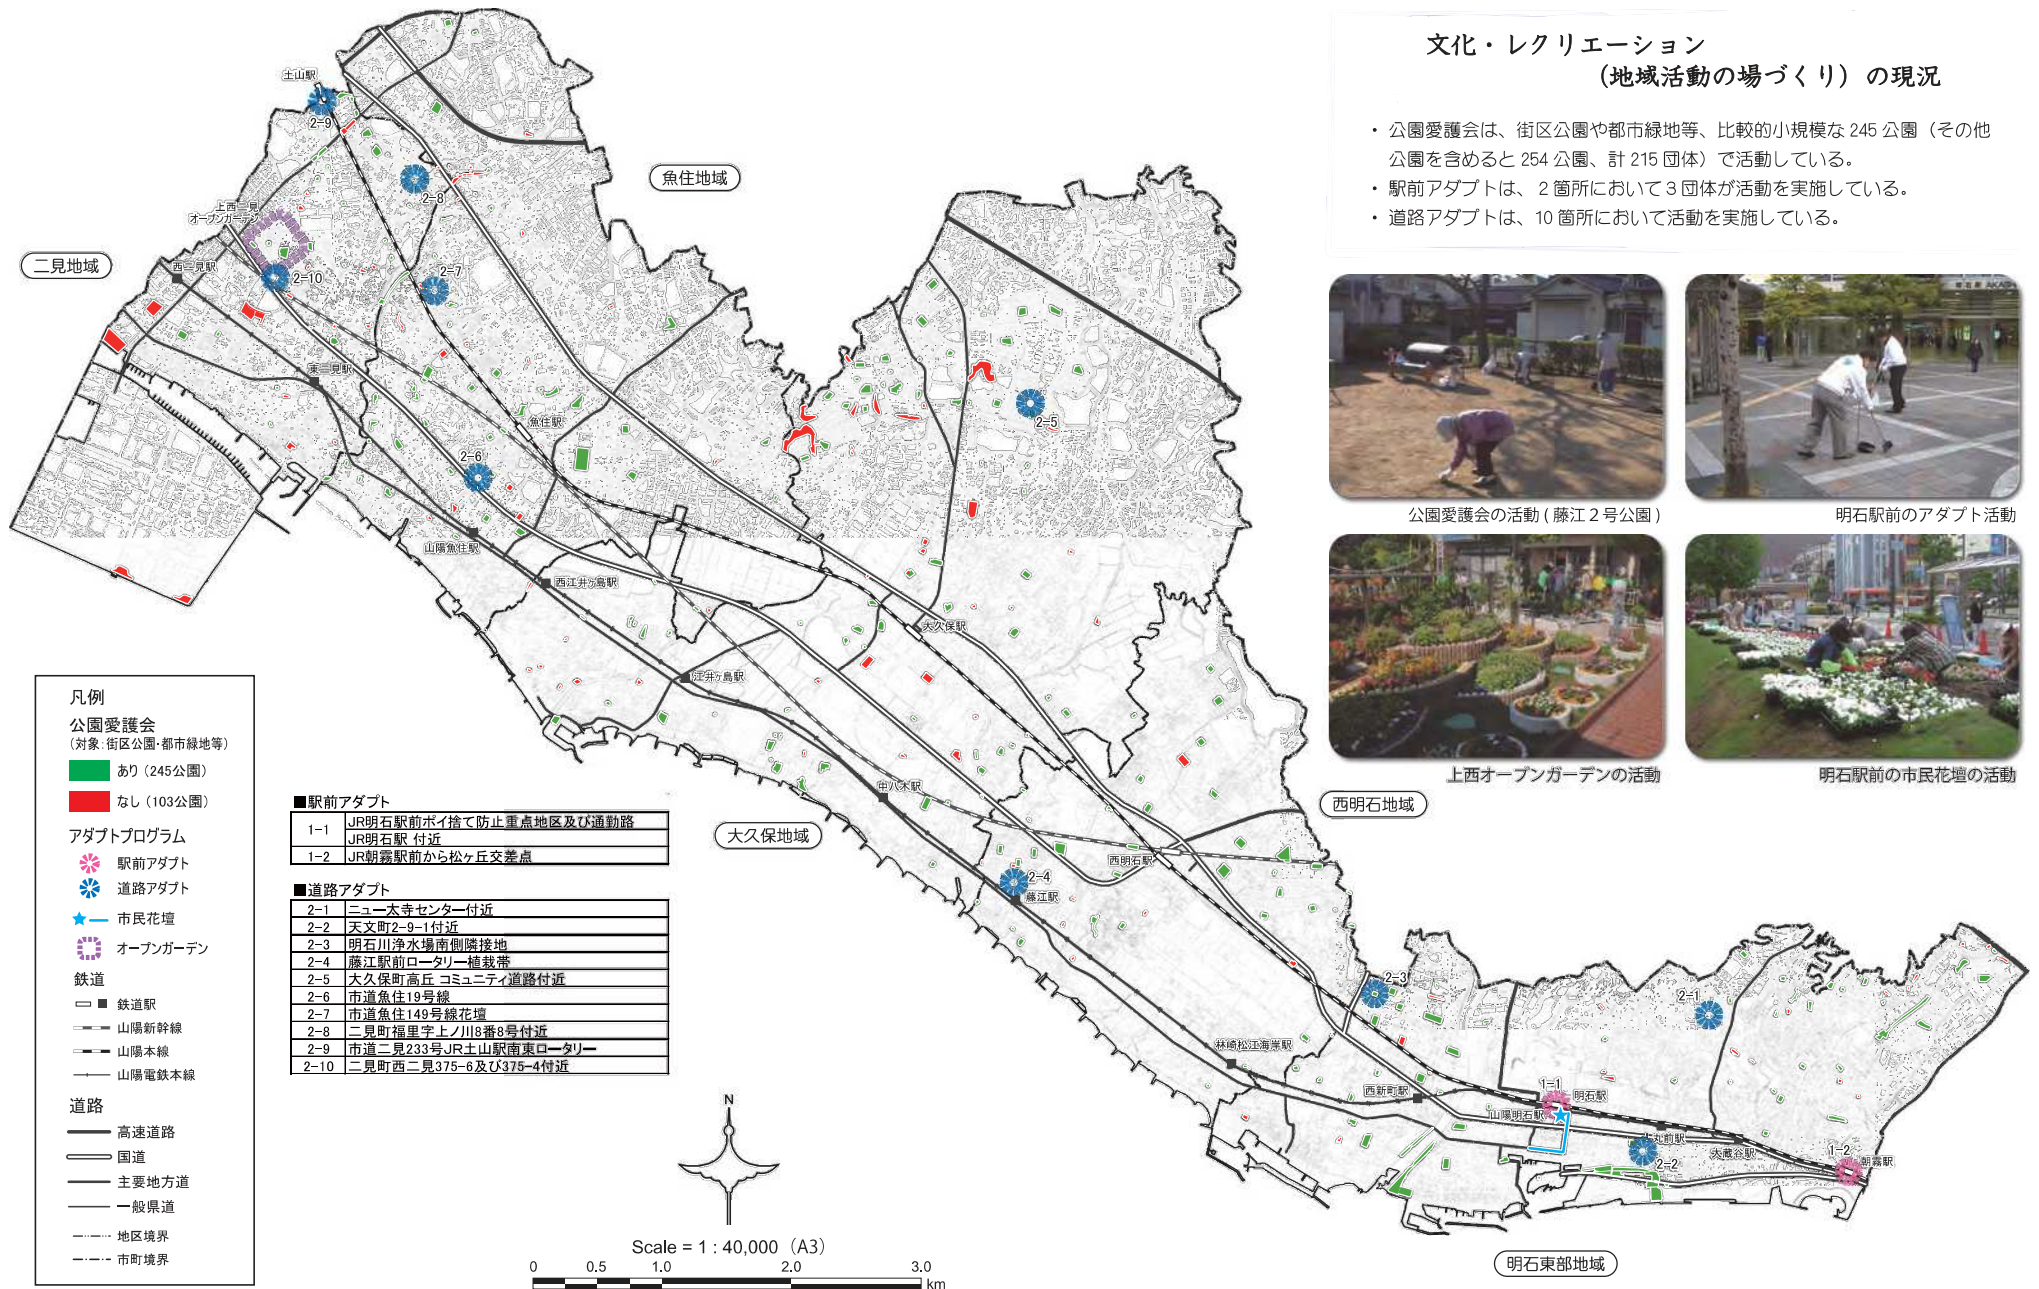 文化・レクリエーション
(地域活動の場づくり) の現況
・ 公園愛護会は、街区公園や都市緑地等、比較的小規模な 245 公園（その他
公園を含めると 254 公園、計 215 団体）で活動している。
・ 駅前アダプトは、２箇所において３団体が活動を実施している。
・ 道路アダプトは、10 箇所において活動を実施している。
公園愛護会の活動 ( 藤江２号公園 )
明石駅前のアダプト活動
上西オープンガーデンの活動
明石駅前の市民花壇の活動
土山駅
2-9
魚住地域
2-8
上西二見
オープンガーデン
二見地域
西二見駅
2-10
2-7
東二見駅
2-5
魚住駅
2-6
山陽魚住駅
西江井ヶ島駅
大久保駅
江井ヶ島駅
中八木駅
西明石地域
大久保地域
西明石駅
2-4
藤江駅
2-3
2-1
林崎松江海岸駅
西新町駅
1-1
明石駅
山陽明石駅
人丸前駅
大蔵谷駅
1-2
朝霧駅
2-2
明石東部地域
凡例
公園愛護会
(対象:街区公園・都市緑地等)
あり (245公園)
なし (103公園)
アダプトプログラム
駅前アダプト
道路アダプト
市民花壇
オープンガーデン
鉄道
鉄道駅
山陽新幹線
山陽本線
山陽電鉄本線
道路
高速道路
国道
主要地方道
一般県道
地区境界
市町境界
■駅前アダプト
1-1 JR明石駅前ポイ捨て防止重点地区及び通勤路
JR明石駅 付近
1-2 JR朝霧駅前から松ヶ丘交差点
■道路アダプト
2-1 ニュー太寺センター付近
2-2 天文町2-9-1付近
2-3 明石川浄水場南側隣接地
2-4 藤江駅前ロータリー植栽帯
2-5 大久保町高丘 コミュニティ道路付近
2-6 市道魚住19号線
2-7 市道魚住149号線花壇
2-8 二見町福里字上ノ川8番8号付近
2-9 市道二見233号JR土山駅南東ロータリー
2-10 二見町西二見375-6及び375-4付近
N
Scale = 1 : 40,000 (A3)
0 0.5 1.0 2.0 3.0
km